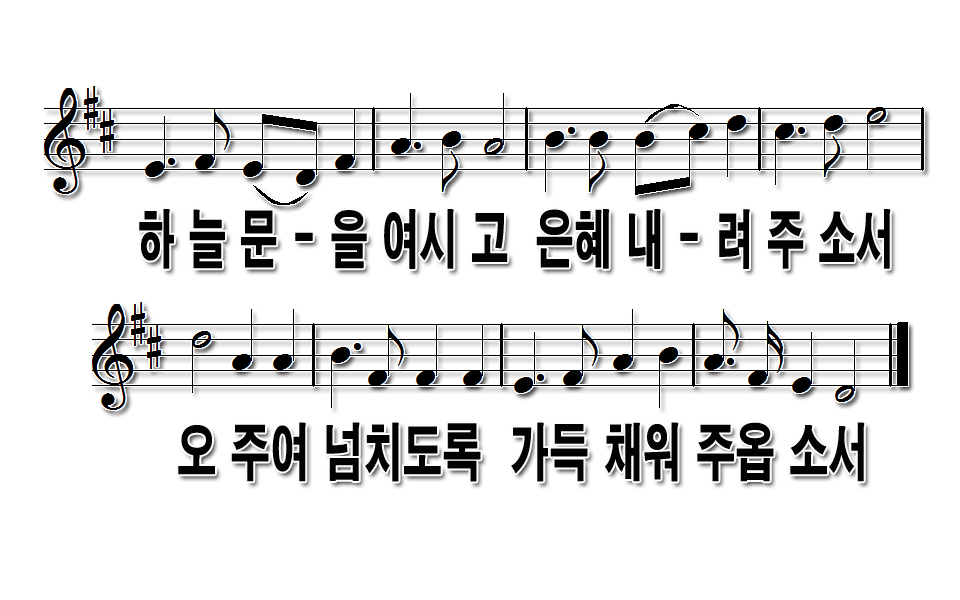 하 늘 문 - 을 여시 고 은혜 내 - 려 주 소서
오 주여 넘치도록 가득 채워 주옵 소서